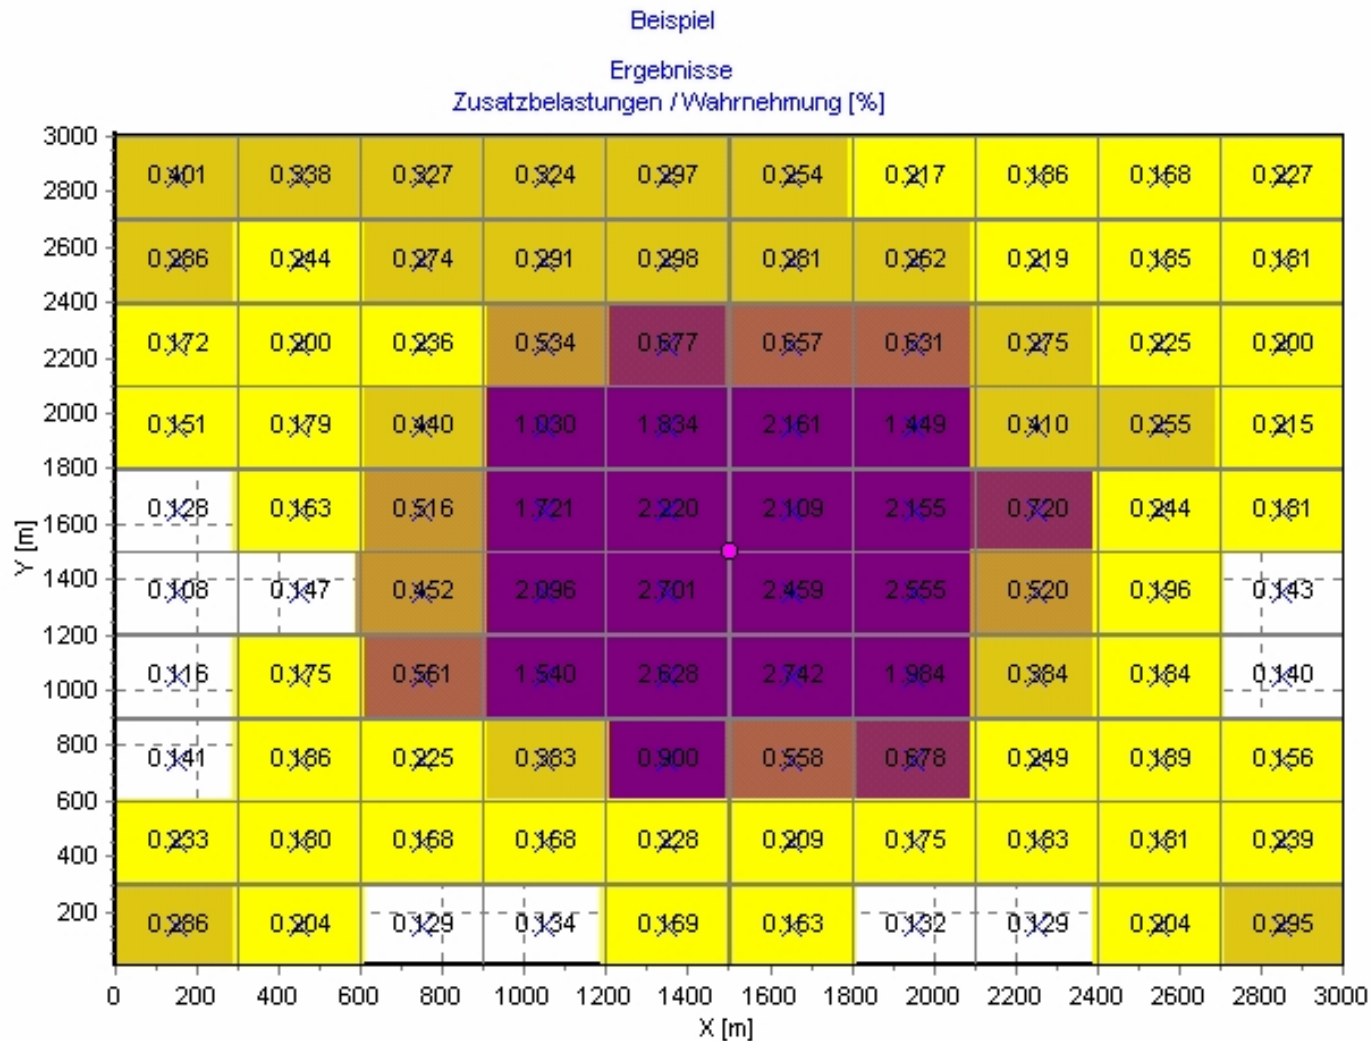 Beispiel
Ergebnisse
Zusatzbelastungen / Wahrnehmung [%]
3000
0.401 0.338 0.327 0.324 0.297 0.254 0.217 0.186 0.168 0.227
2800
2600
0.286 0.244 0.274 0.291 0.298 0.281 0.262 0.219 0.185 0.181
2400
0.172 0.200 0.236 0.534 0.677 0.657 0.631 0.275 0.225 0.200
2200
2000
0.151 0.179 0.440 1.030 1.834 2.161 1.449 0.410 0.255 0.215
1800
0.128 0.163 0.516 1.721 2.220 2.109 2.155 0.720 0.244 0.181
1600
Y [m]
1400
0.108 0.147 0.452 2.096 2.701 2.459 2.555 0.520 0.196 0.143
1200
0.116 0.175 0.561 1.540 2.628 2.742 1.984 0.384 0.184 0.140
1000
800
0.141 0.186 0.225 0.383 0.900 0.558 0.678 0.249 0.189 0.156
600
0.233 0.180 0.168 0.168 0.228 0.209 0.175 0.183 0.181 0.239
400
200
0.286 0.204 0.129 0.134 0.169 0.163 0.132 0.129 0.204 0.295
0 200 400 600 800 1000 1200 1400 1600 1800 2000 2200 2400 2600 2800 3000
X [m]